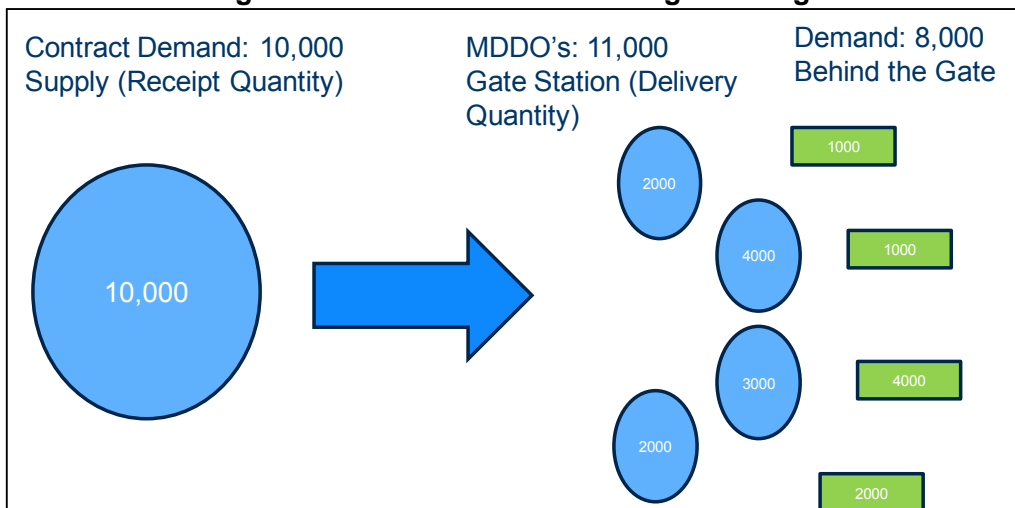 Contract Demand: 10,000
Supply (Receipt Quantity)
MDDO's: 11,000
Gate Station (Delivery
Quantity)
Demand: 8,000
Behind the Gate
10,000
2000
4000
3000
2000
1000
1000
4000
2000